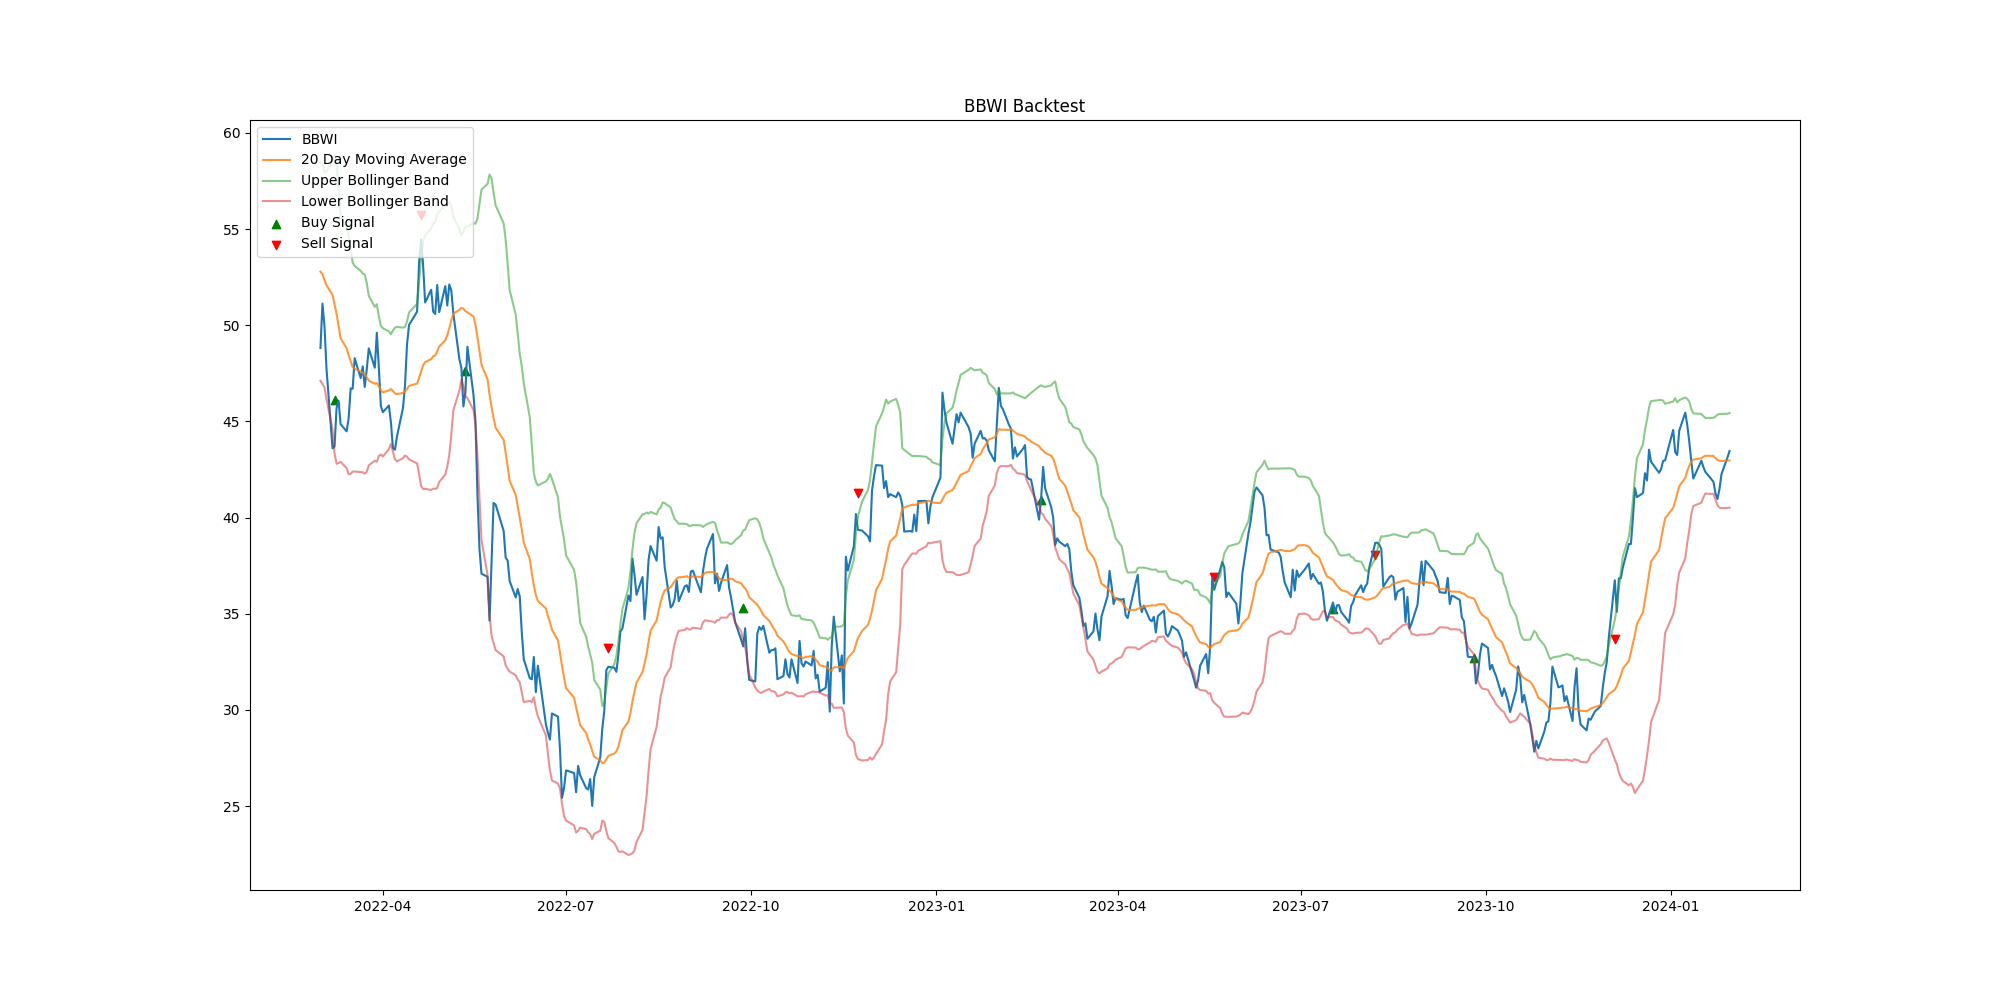 BBWI Backtest
60
55
50
45
40
35
30
25
BBWI
20 Day Moving Average
Upper Bollinger Band
Lower Bollinger Band
Buy Signal
Sell Signal
2022-04 2022-07 2022-10 2023-01 2023-04 2023-07 2023-10 2024-01